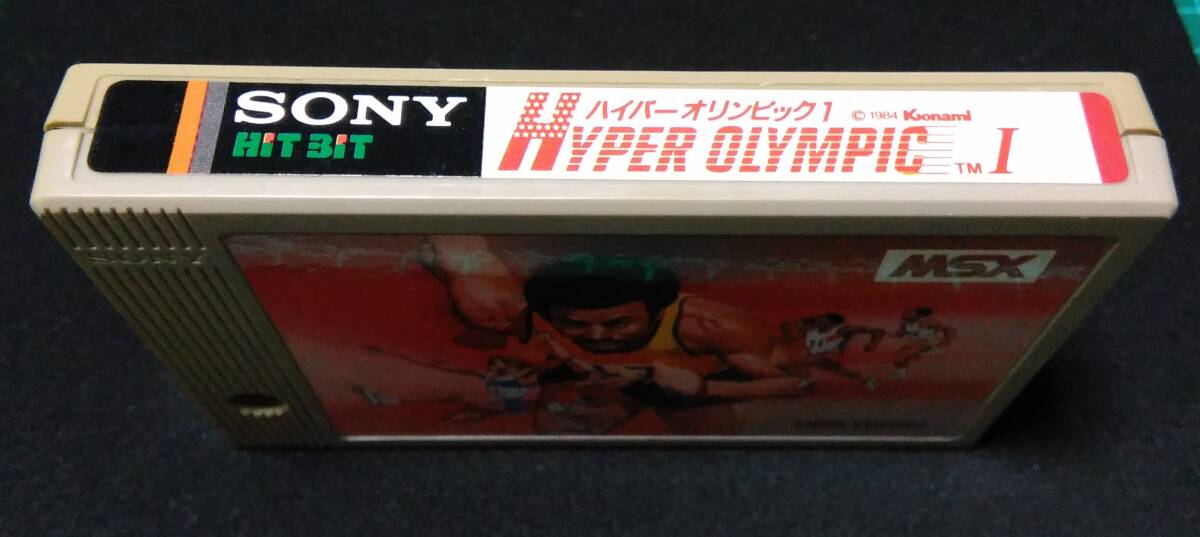 SONY
HiT BiT
ハイパーオリンピック1
© 1984 Konami
HYPER OLYMPIC
TM I
SONY
MSX